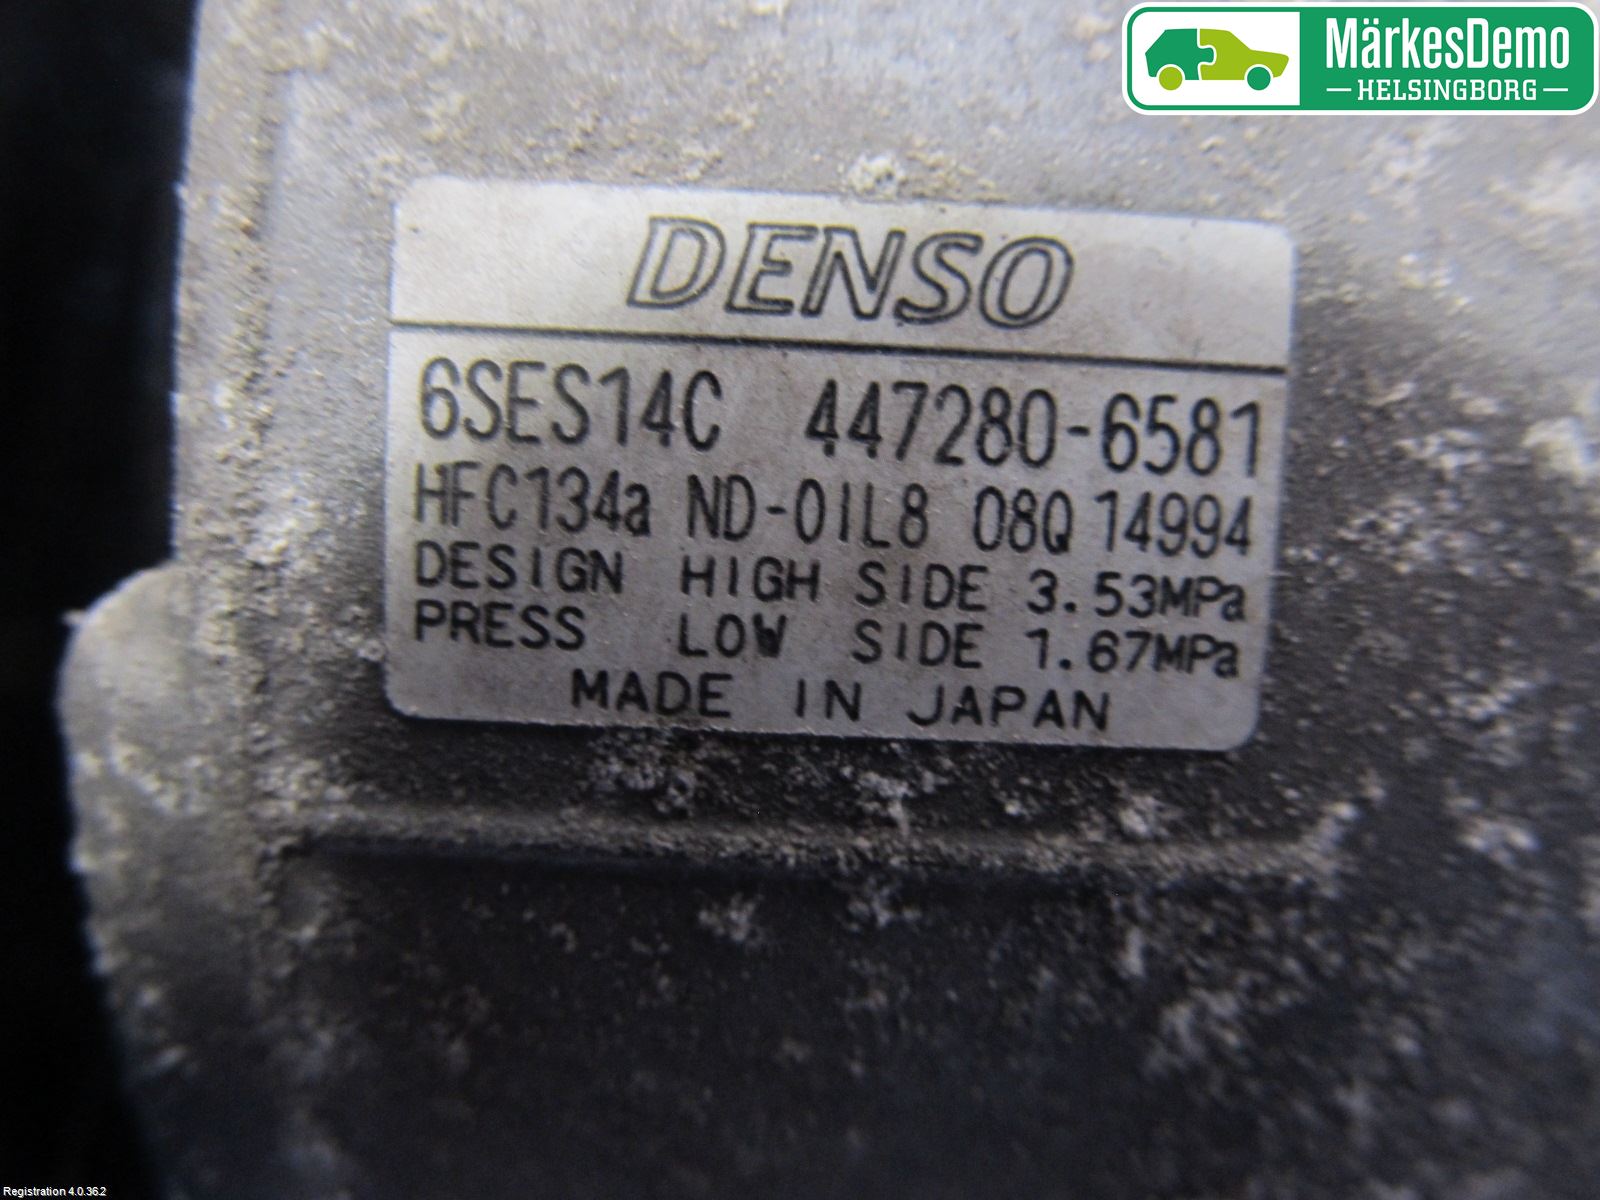 MärkesDemo
HELSINGBORG
DENSO
6SES14C 447280-6581
HFC134a ND-OIL8 08Q 14994
DESIGN HIGH SIDE 3.53MPa
PRESS LOW SIDE 1.67MPa
MADE IN JAPAN
Registration 4.0.36.2